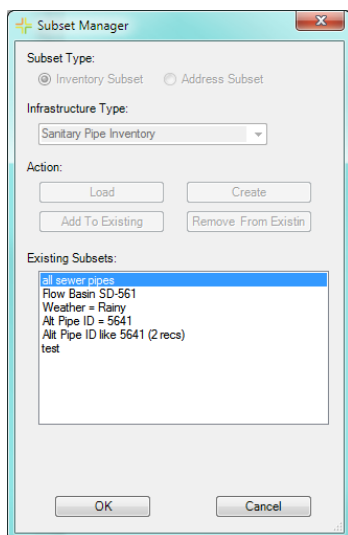 Subset Manager
Subset Type:
Inventory Subset Address Subset
Infrastructure Type:
Sanitary Pipe Inventory
Action:
Load Create
Add To Existing Remove From Existin
Existing Subsets:
all sewer pipes
Flow Basin SD-561
Weather = Rainy
Alt Pipe ID = 5641
Alit Pipe ID like 5641 (2 recs)
test
OK Cancel